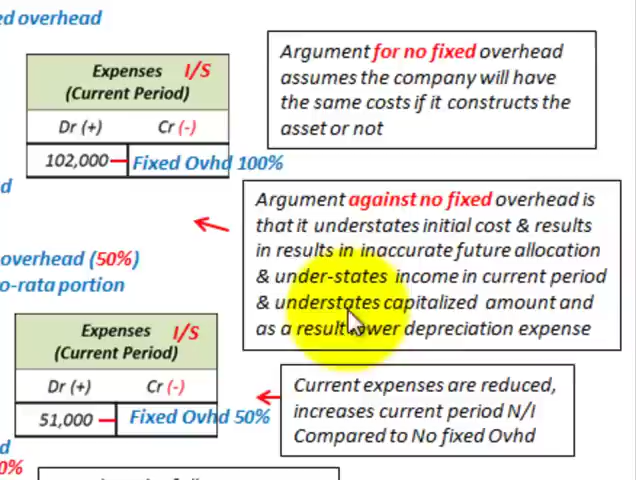 ed overhead
Expenses I/S
(Current Period)
Dr (+) Cr (-)
102,000 Fixed Ovhd 100%
Argument for no fixed overhead
assumes the company will have
the same costs if it constructs the
asset or not
d
Argument against no fixed overhead is
that it understates initial cost & results
in results in inaccurate future allocation
& under-states income in current period
& understates capitalized amount and
as a result lower depreciation expense
overhead (50%)
o-rata portion
Expenses I/S
(Current Period)
Dr (+) Cr (-)
51,000 Fixed Ovhd 50%
Current expenses are reduced,
increases current period N/I
Compared to No fixed Ovhd
d
0%